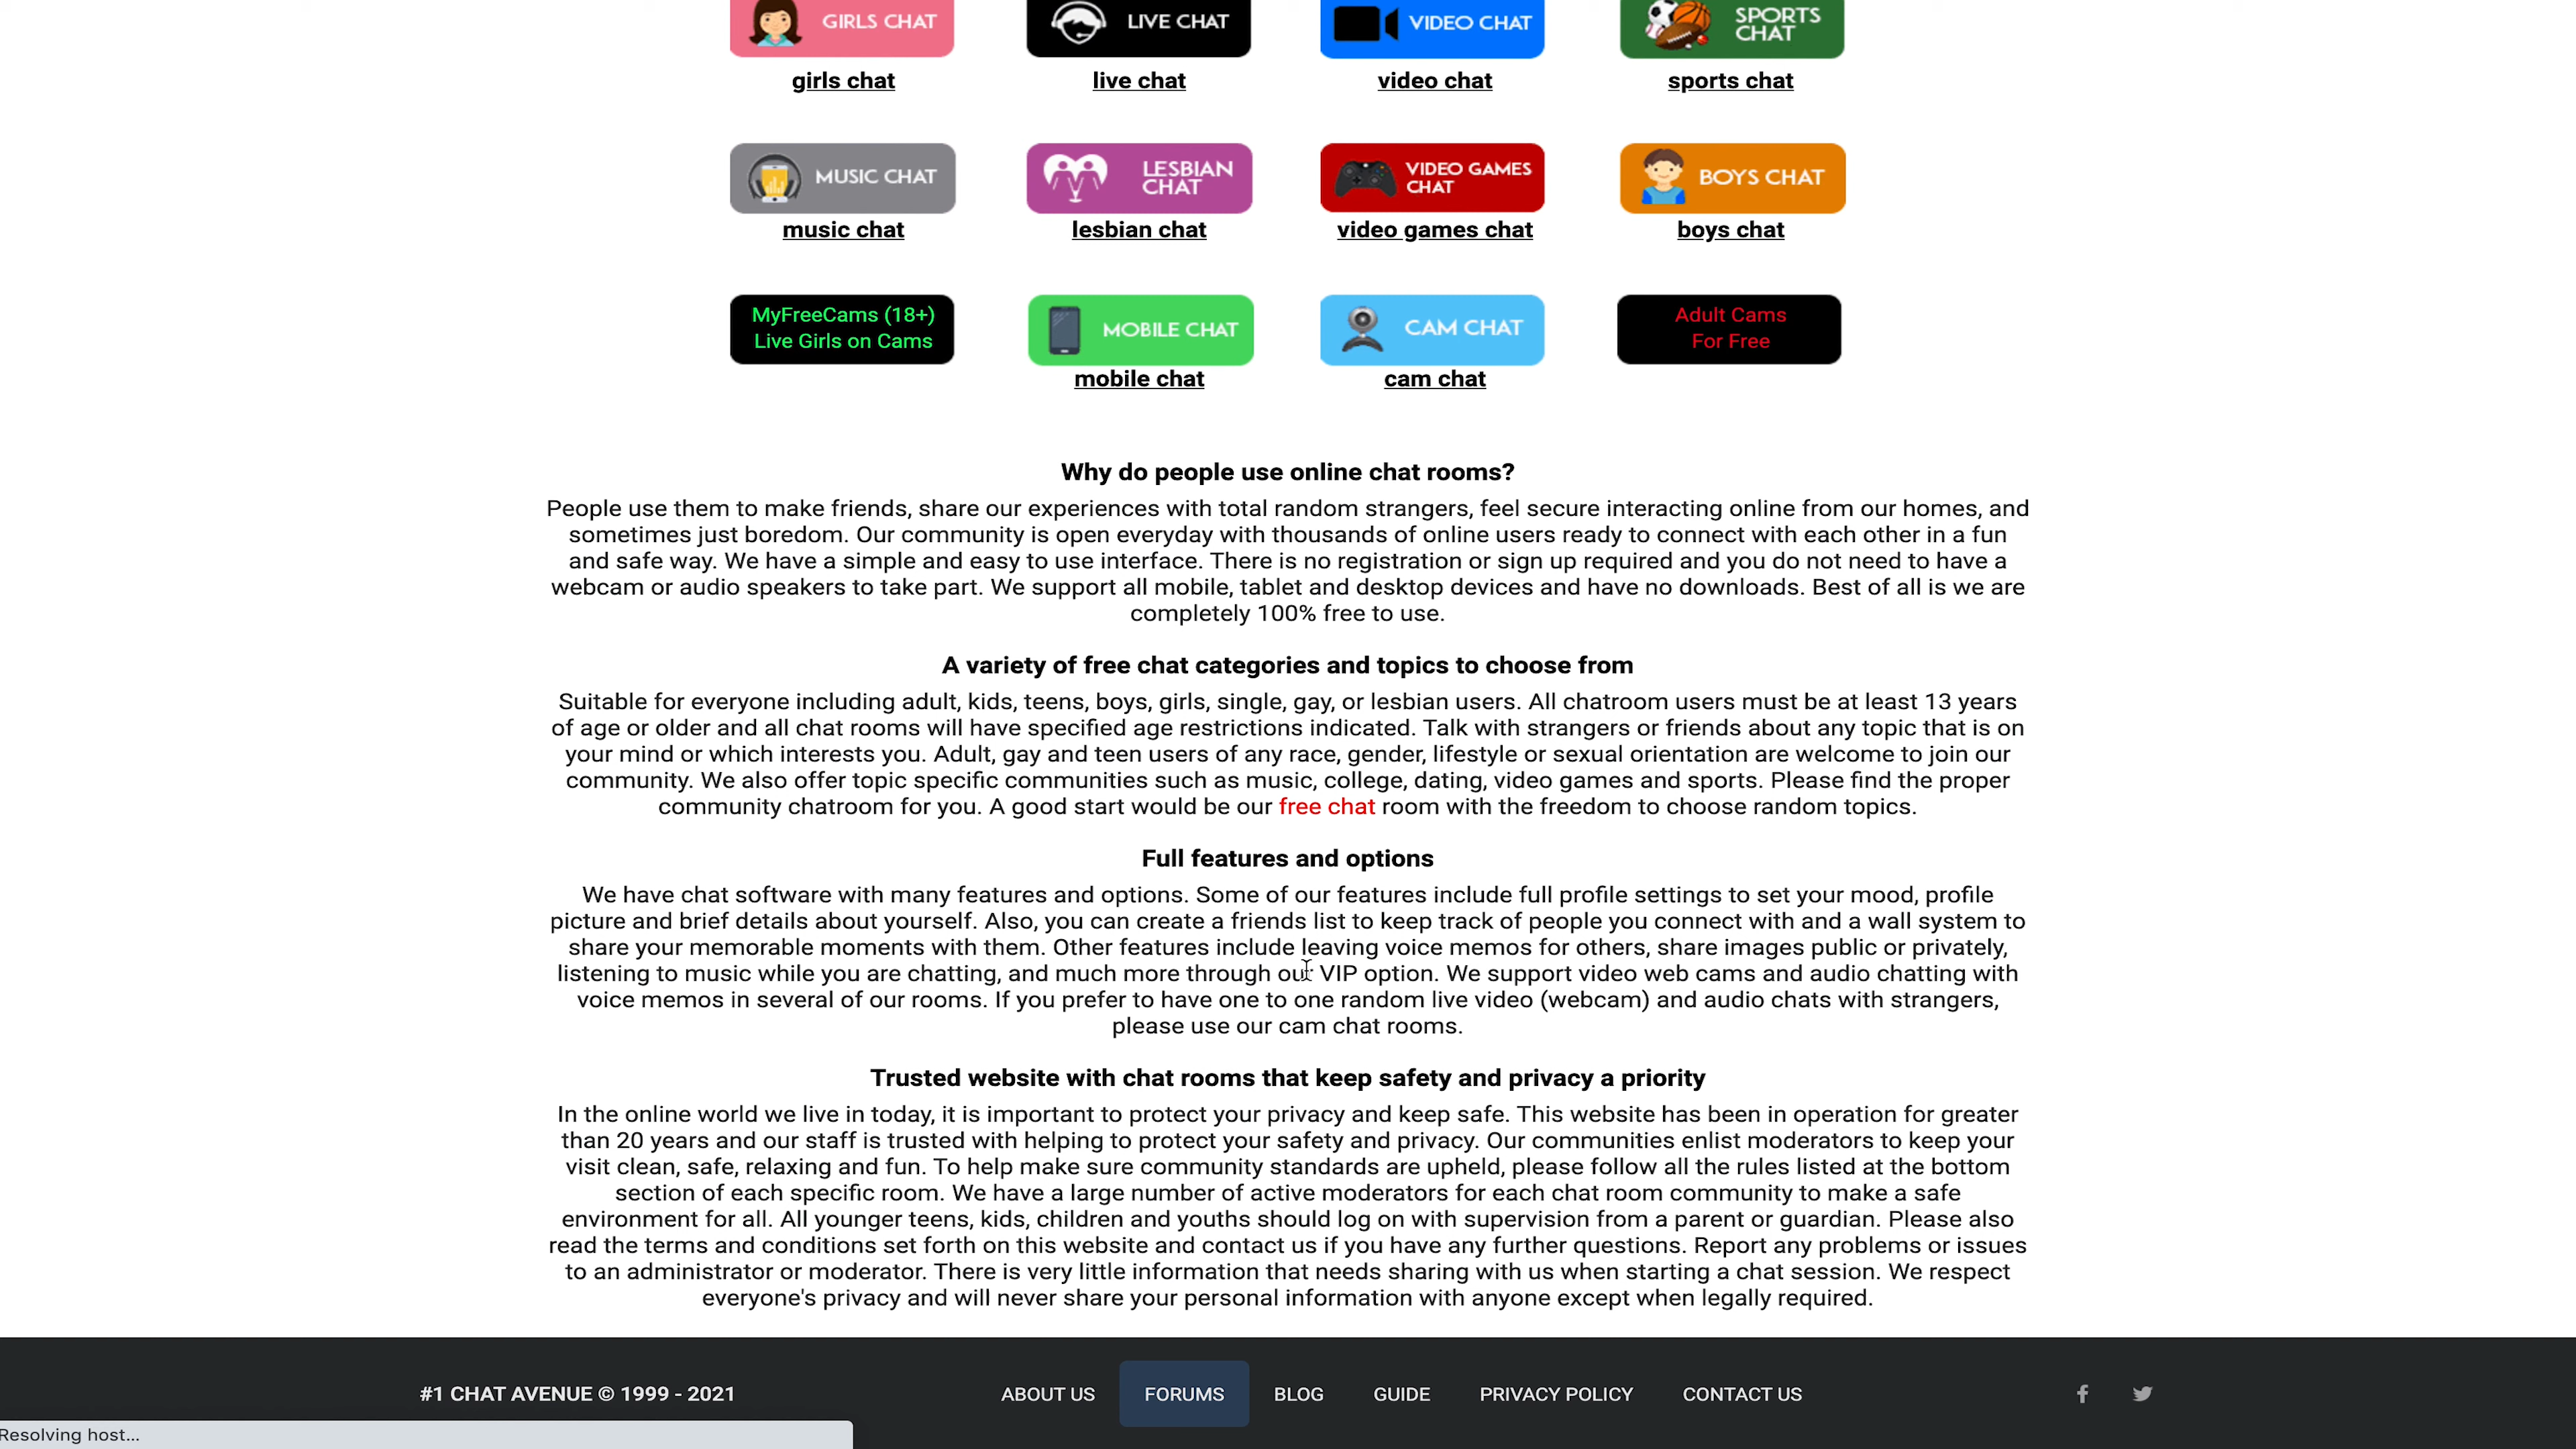 GIRLS CHAT
LIVE CHAT
VIDEO CHAT
SPORTS
CHAT
girls chat
live chat
video chat
sports chat
MUSIC CHAT
LESBIAN
CHAT
VIDEO GAMES
CHAT
BOYS CHAT
music chat
lesbian chat
video games chat
boys chat
MyFreeCams (18+)
Live Girls on Cams
MOBILE CHAT
CAM CHAT
Adult Cams
For Free
mobile chat
cam chat
Why do people use online chat rooms?
People use them to make friends, share our experiences with total random strangers, feel secure interacting online from our homes, and
sometimes just boredom. Our community is open everyday with thousands of online users ready to connect with each other in a fun
and safe way. We have a simple and easy to use interface. There is no registration or sign up required and you do not need to have a
webcam or audio speakers to take part. We support all mobile, tablet and desktop devices and have no downloads. Best of all is we are
completely 100% free to use.
A variety of free chat categories and topics to choose from
Suitable for everyone including adult, kids, teens, boys, girls, single, gay, or lesbian users. All chatroom users must be at least 13 years
of age or older and all chat rooms will have specified age restrictions indicated. Talk with strangers or friends about any topic that is on
your mind or which interests you. Adult, gay and teen users of any race, gender, lifestyle or sexual orientation are welcome to join our
community. We also offer topic specific communities such as music, college, dating, video games and sports. Please find the proper
community chatroom for you. A good start would be our free chat room with the freedom to choose random topics.
Full features and options
We have chat software with many features and options. Some of our features include full profile settings to set your mood, profile
picture and brief details about yourself. Also, you can create a friends list to keep track of people you connect with and a wall system to
share your memorable moments with them. Other features include leaving voice memos for others, share images public or privately,
listening to music while you are chatting, and much more through our VIP option. We support video web cams and audio chatting with
voice memos in several of our rooms. If you prefer to have one to one random live video (webcam) and audio chats with strangers,
please use our cam chat rooms.
Trusted website with chat rooms that keep safety and privacy a priority
In the online world we live in today, it is important to protect your privacy and keep safe. This website has been in operation for greater
than 20 years and our staff is trusted with helping to protect your safety and privacy. Our communities enlist moderators to keep your
visit clean, safe, relaxing and fun. To help make sure community standards are upheld, please follow all the rules listed at the bottom
section of each specific room. We have a large number of active moderators for each chat room community to make a safe
environment for all. All younger teens, kids, children and youths should log on with supervision from a parent or guardian. Please also
read the terms and conditions set forth on this website and contact us if you have any further questions. Report any problems or issues
to an administrator or moderator. There is very little information that needs sharing with us when starting a chat session. We respect
everyone's privacy and will never share your personal information with anyone except when legally required.
#1 CHAT AVENUE © 1999 - 2021
ABOUT US
FORUMS
BLOG
GUIDE
PRIVACY POLICY
CONTACT US
Resolving host...